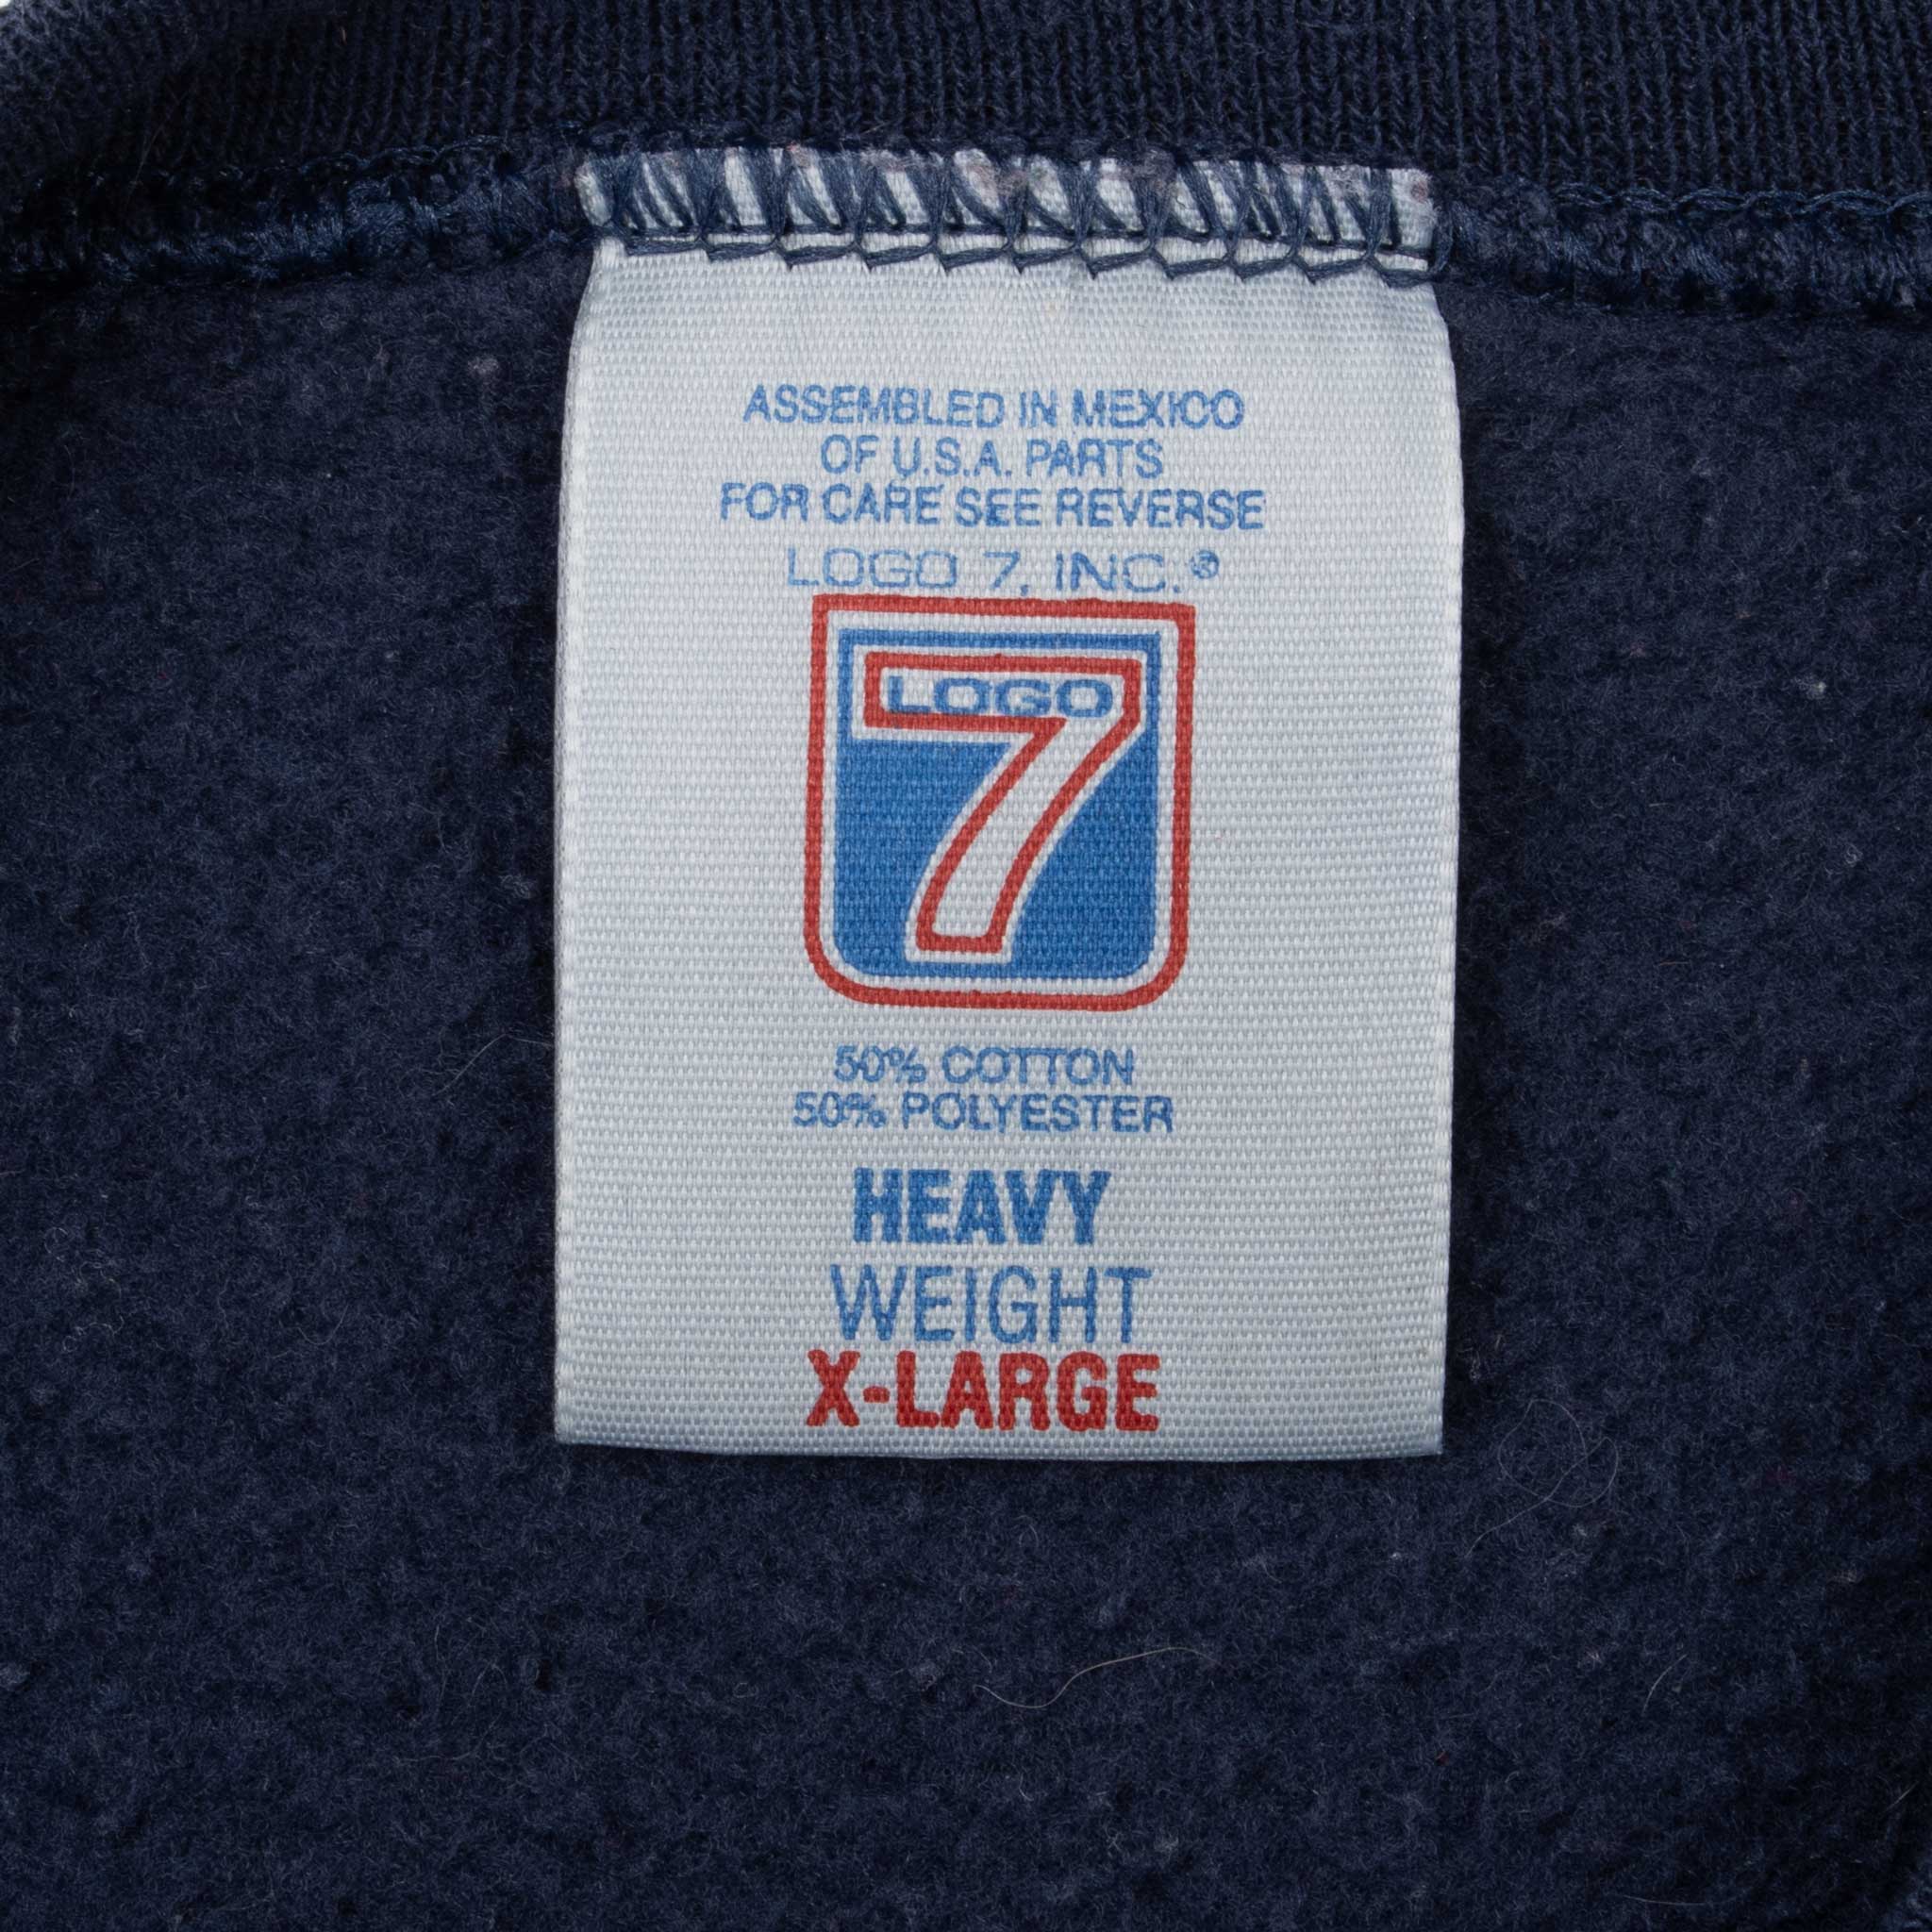 ASSEMBLED IN MEXICO
OF U.S.A. PARTS
FOR CARE SEE REVERSE
LOGO 7, INC.®
LOGO
7
50% COTTON
50% POLYESTER
HEAVY
WEIGHT
X-LARGE